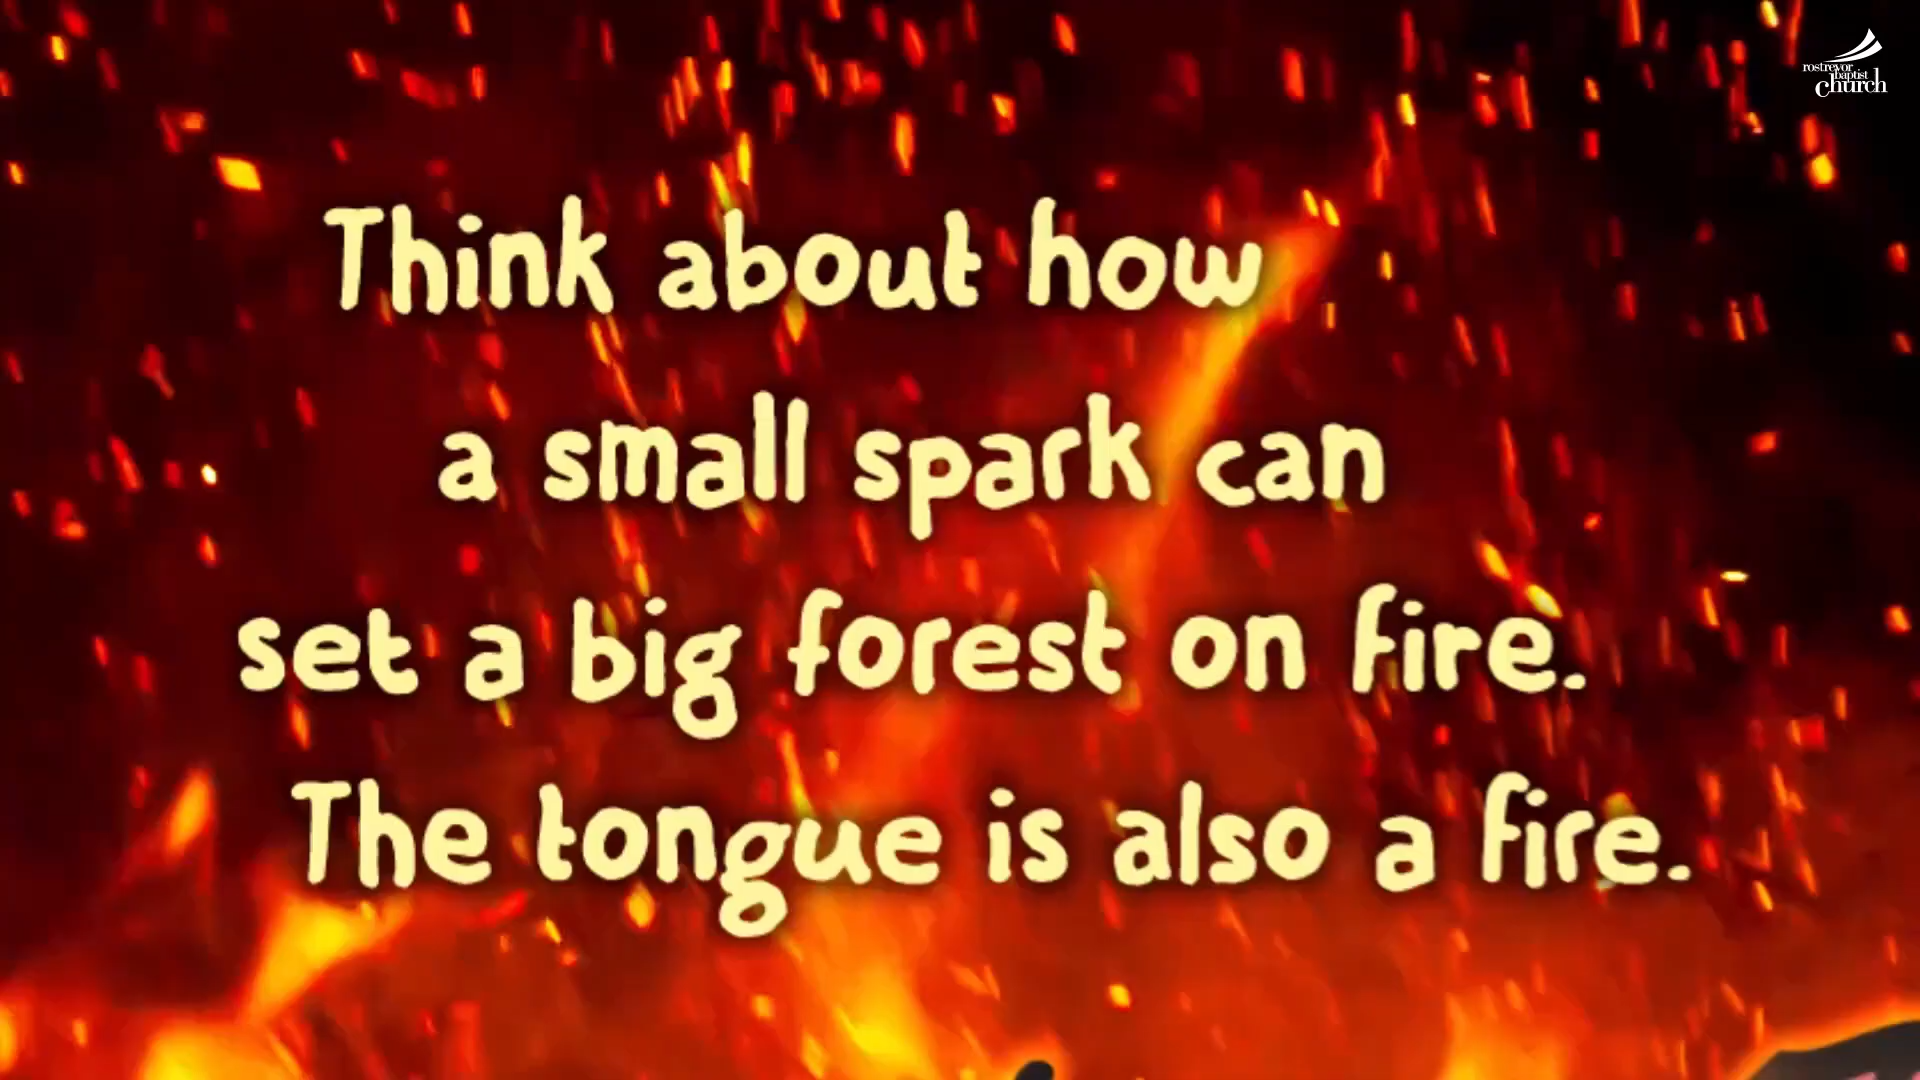 rostrevor
baptist
church
Think about how
a small spark can
set a big forest on fire.
The tongue is also a fire.